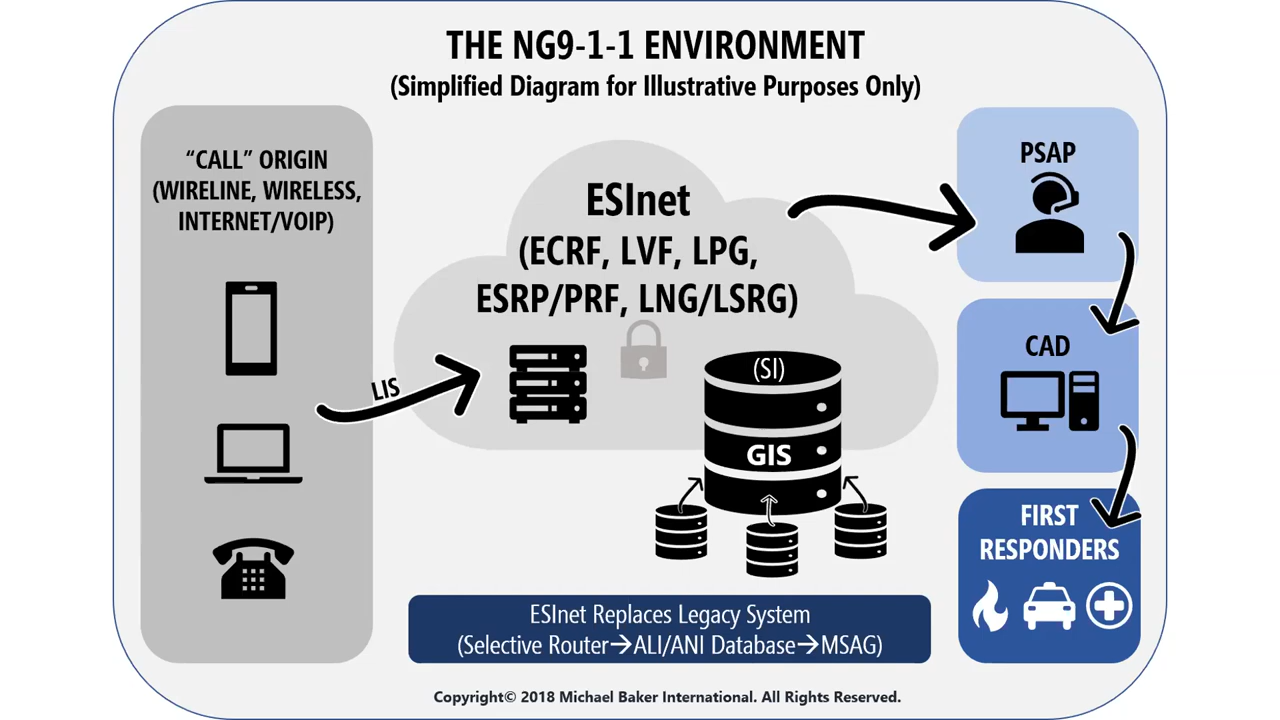 THE NG9-1-1 ENVIRONMENT
(Simplified Diagram for Illustrative Purposes Only)
“CALL” ORIGIN
(WIRELINE, WIRELESS,
INTERNET/VOIP)
LIS
ESInet
(ECRF, LVF, LPG,
ESRP/PRF, LNG/LSRG)
(SI)
GIS
PSAP
CAD
FIRST
RESPONDERS
ESInet Replaces Legacy System
(Selective Router→ALI/ANI Database→MSAG)
Copyright© 2018 Michael Baker International. All Rights Reserved.